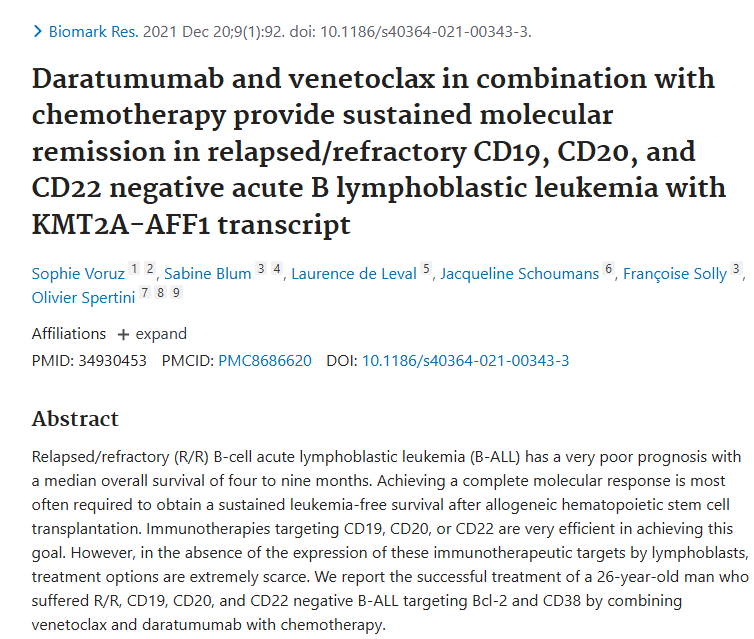 > Biomark Res. 2021 Dec 20;9(1):92. doi: 10.1186/s40364-021-00343-3.
Daratumumab and venetoclax in combination with
chemotherapy provide sustained molecular
remission in relapsed/refractory CD19, CD20, and
CD22 negative acute B lymphoblastic leukemia with
KMT2A-AFF1 transcript
Sophie Voruz 1 2, Sabine Blum 3 4, Laurence de Leval 5, Jacqueline Schoumans 6, Françoise Solly 3,
Olivier Spertini 7 8 9
Affiliations + expand
PMID: 34930453 PMCID: PMC8686620 DOI: 10.1186/s40364-021-00343-3
Abstract
Relapsed/refractory (R/R) B-cell acute lymphoblastic leukemia (B-ALL) has a very poor prognosis with
a median overall survival of four to nine months. Achieving a complete molecular response is most
often required to obtain a sustained leukemia-free survival after allogeneic hematopoietic stem cell
transplantation. Immunotherapies targeting CD19, CD20, or CD22 are very efficient in achieving this
goal. However, in the absence of the expression of these immunotherapeutic targets by lymphoblasts,
treatment options are extremely scarce. We report the successful treatment of a 26-year-old man who
suffered R/R, CD19, CD20, and CD22 negative B-ALL targeting Bcl-2 and CD38 by combining
venetoclax and daratumumab with chemotherapy.